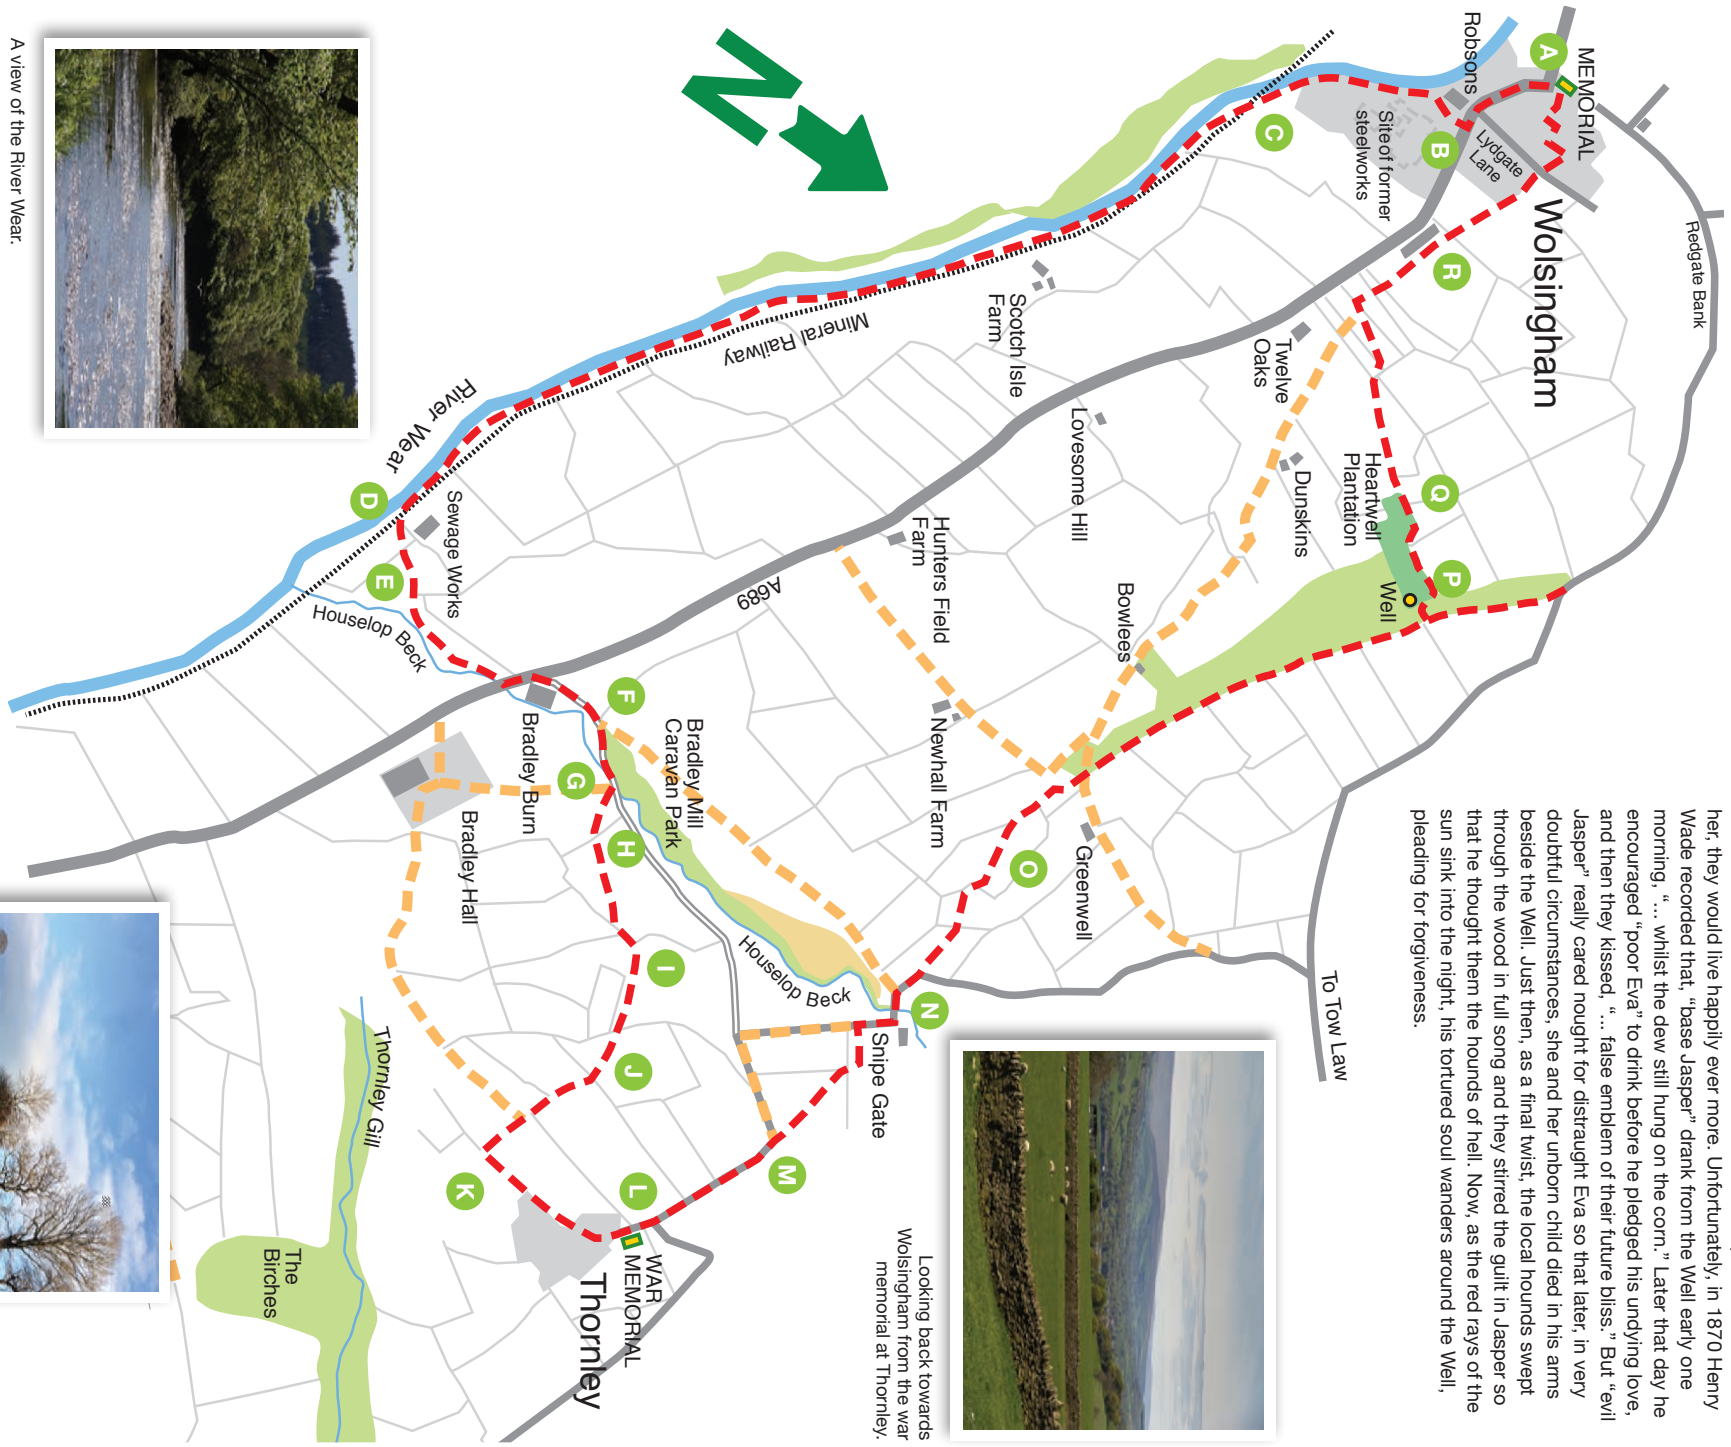 her, they would live happily ever more. Unfortunately, in 1870 Henry
Wade recorded that, “base Jasper” drank from the Well early one
morning, “... whilst the dew still hung on the corn.” Later that day he
encouraged “poor Eva” to drink before he pledged his undying love,
and then they kissed, “... false emblem of their future bliss.” But “evil
Jasper” really cared nought for distraught Eva so that later, in very
doubtful circumstances, she and her unborn child died in his arms
beside the Well. Just then, as a final twist, the local hounds swept
through the wood in full song and they stirred the guilt in Jasper so
that he thought them the hounds of hell. Now, as the red rays of the
sun sink into the night, his tortured soul wanders around the Well,
pleading for forgiveness.
Redgate Bank
MEMORIAL
A
Wolsingham
Robsons
Lydgate
Lane
B
Site of former
steelworks
C
R
Twelve
Oaks
Scotch Isle
Farm
Mineral Railway
Lovesome Hill
Heartwell
Plantation
Q
P
Well
Dunskins
Bowlees
Hunters Field
Farm
A689
River Wear
D
Sewage Works
E
Houselop Beck
F
Bradley Mill
Caravan Park
Newhall Farm
Bradley Burn
G
H
Bradley Hall
O
Greenwell
To Tow Law
Houselop Beck
N
Snipe Gate
I
J
K
L
M
Thornley Gill
The
Birches
WAR
MEMORIAL
Thornley
N
A view of the River Wear.
Looking back towards
Wolsingham from the war
memorial at Thornley.